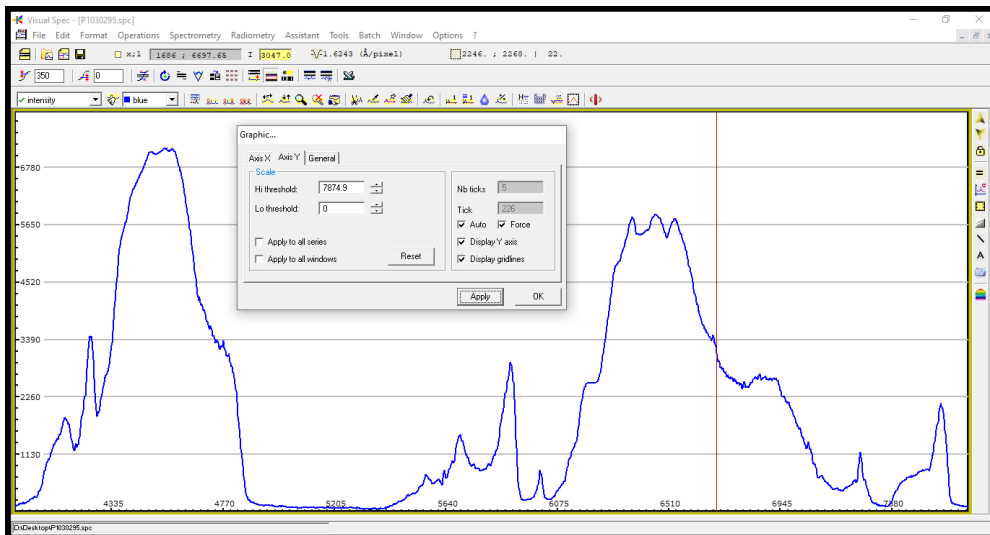 Visual Spec - [P1030295.spc]
File Edit Format Operations Spectrometry Radiometry Assistant Tools Batch Window Options ?
x;l 1686 ; 6697.65 I 3047.0 1.6243 (Å/pixel) 2246. ; 2268. | 22.
350 0
intensity blue
Graphic...
Axis X Axis Y General
Scale
Hi threshold: 7874.9
Lo threshold: 0
Apply to all series
Apply to all windows
Reset
Nb ticks 5
Tick 226
Auto Force
Display Y axis
Display gridlines
Apply OK
6780
5650
4520
3390
2260
1130
4335 4770 5205 5640 6075 6510 6945 7380
A
D:\Desktop\P1030295.spc